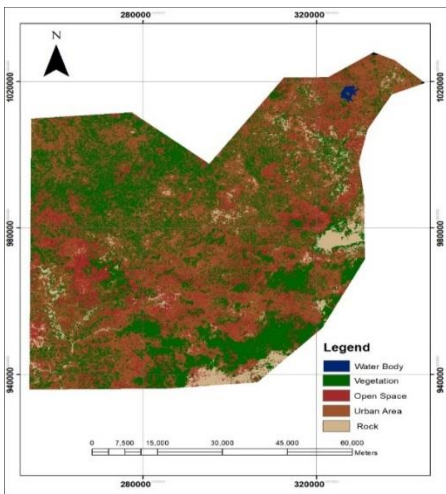 280000 320000
N
1020000 1020000
980000 980000
940000 940000
Legend
Water Body
Vegetation
Open Space
Urban Area
Rock
0 7,500 15,000 30,000 45,000 60,000
Meters
280000 320000